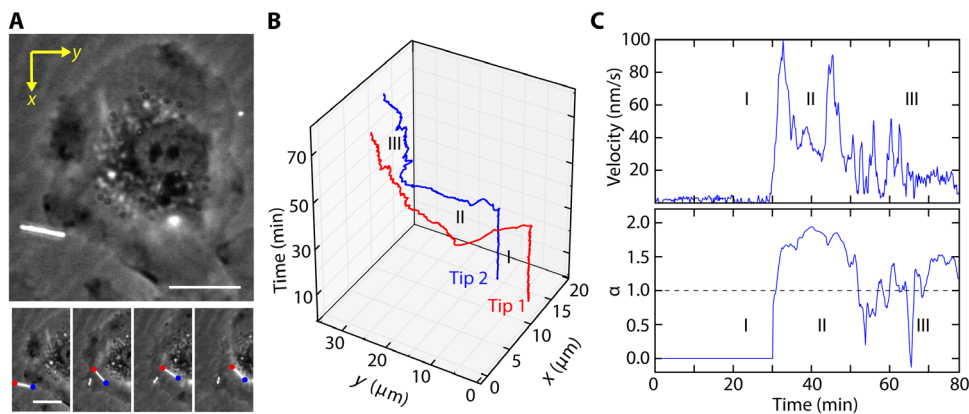 A
y
x
B
Time (min)
70
50
30
10
III
II
I
Tip 2
Tip 1
30
20
10
0
y (μm)
0
5
10
15
20
x (μm)
C
Velocity (nm/s)
100
80
60
40
20
I
II
III
α
2.0
1.5
1.0
2.0
0.0
I
II
III
0
20
40
60
80
Time (min)